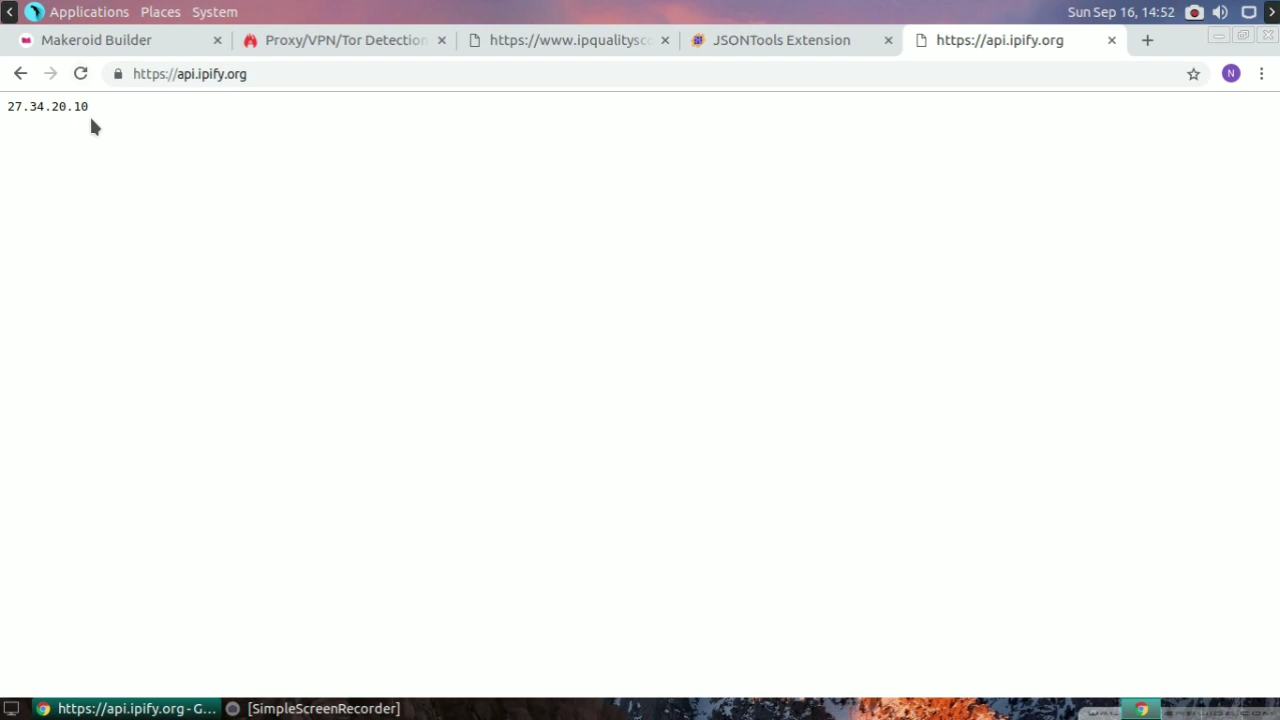 Applications Places System Sun Sep 16, 14:52
Makeroid Builder Proxy/VPN/Tor Detection https://www.ipqualitysc JSONTools Extension https://api.ipify.org
https://api.ipify.org N
27.34.20.10
https://api.ipify.org - G... [SimpleScreenRecorder]